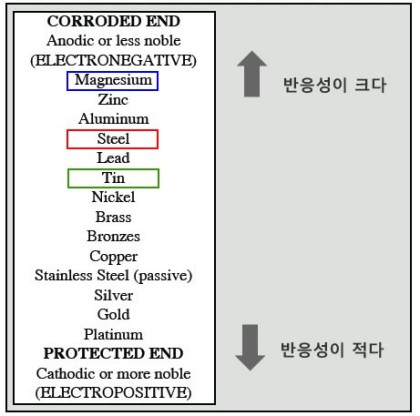 CORRODED END
Anodic or less noble
(ELECTRONEGATIVE)
Magnesium
Zinc
Aluminum
Steel
Lead
Tin
Nickel
Brass
Bronzes
Copper
Stainless Steel (passive)
Silver
Gold
Platinum
PROTECTED END
Cathodic or more noble
(ELECTROPOSITIVE)
반응성이 크다
반응성이 적다